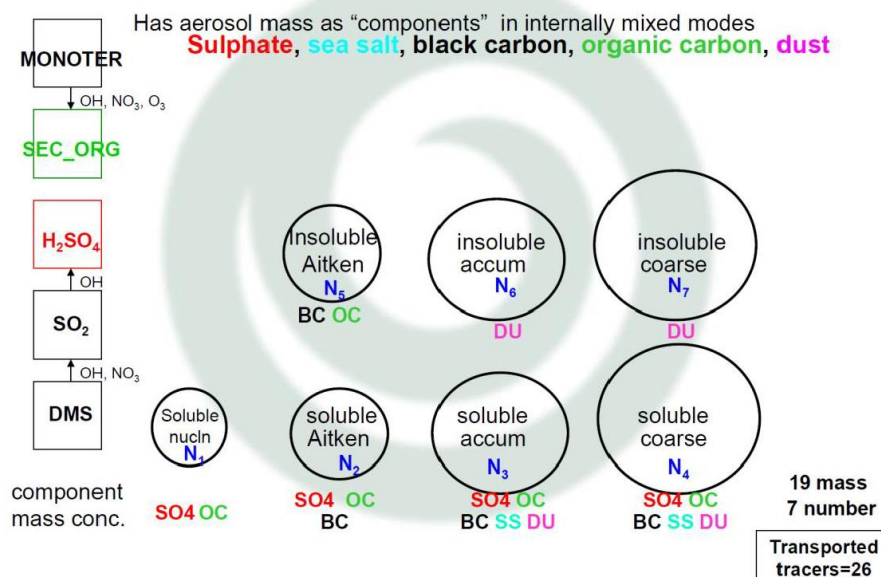 Has aerosol mass as “components” in internally mixed modes
Sulphate, sea salt, black carbon, organic carbon, dust
MONOTER
OH, NO₃, O₃
SEC_ORG
H₂SO₄
OH
SO₂
OH, NO₃
DMS
Insoluble
Aitken
N₅
BC OC
insoluble
accum
N₆
DU
insoluble
coarse
N₇
DU
Soluble
nucln
N₁
soluble
Aitken
N₂
soluble
accum
N₃
soluble
coarse
N₄
component
mass conc.
SO4 OC
SO4 OC
BC
SO4 OC
BC SS DU
SO4 OC
BC SS DU
19 mass
7 number
Transported
tracers=26